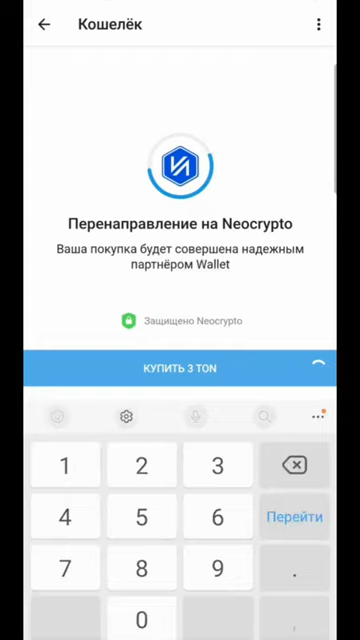 Кошелёк
Перенаправление на Neocrypto
Ваша покупка будет совершена надежным
партнёром Wallet
Защищено Neocrypto
КУПИТЬ 3 TON
1 2 3
4 5 6 Перейти
7 8 9 .
0 ,